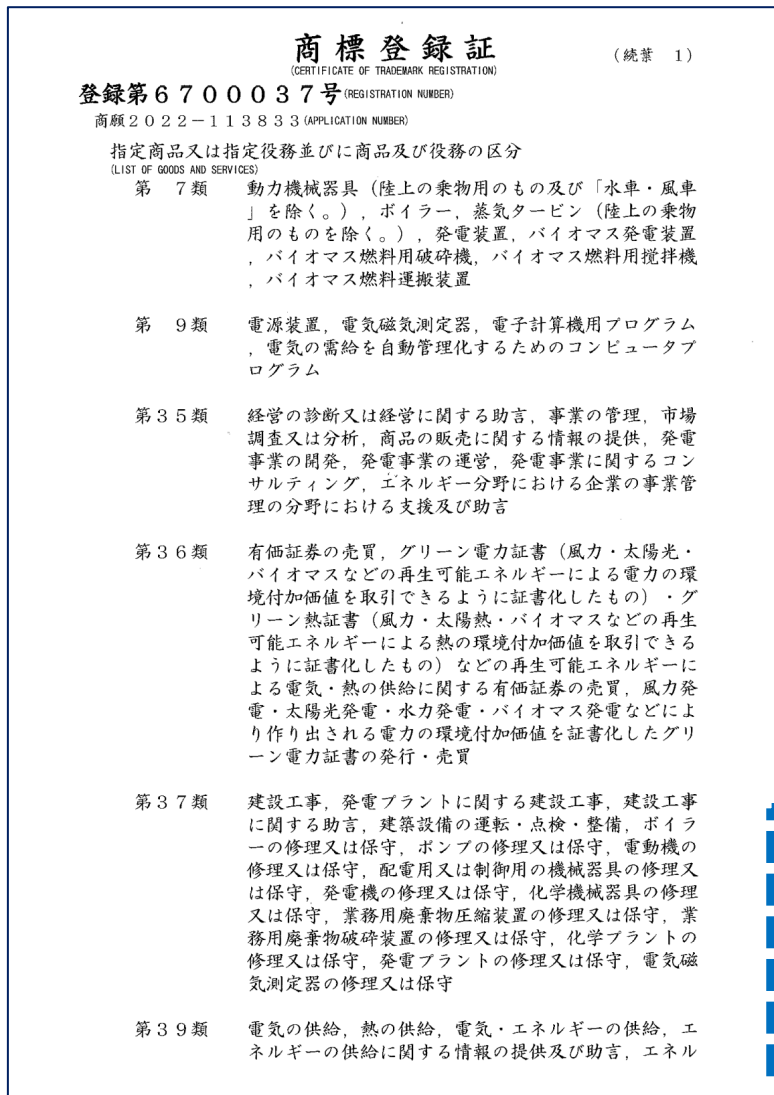 商標登録証
(CERTIFICATE OF TRADEMARK REGISTRATION)
(続葉 1)
登録第6700037号(REGISTRATION NUMBER)
商願2022-113833(APPLICATION NUMBER)
指定商品又は指定役務並びに商品及び役務の区分
(LIST OF GOODS AND SERVICES)
第 7類 動力機械器具(陸上の乗物用のもの及び「水車・風車
」を除く。),ボイラー,蒸気タービン(陸上の乗物
用のものを除く。),発電装置,バイオマス発電装置
,バイオマス燃料用破砕機,バイオマス燃料用撹拌機
,バイオマス燃料運搬装置
第 9類 電源装置,電気磁気測定器,電子計算機用プログラム
,電気の需給を自動管理化するためのコンピュータプ
ログラム
第35類 経営の診断又は経営に関する助言,事業の管理,市場
調査又は分析,商品の販売に関する情報の提供,発電
事業の開発,発電事業の運営,発電事業に関するコン
サルティング,エネルギー分野における企業の事業管
理の分野における支援及び助言
第36類 有価証券の売買,グリーン電力証書(風力・太陽光・
バイオマスなどの再生可能エネルギーによる電力の環
境付加価値を取引できるように証書化したもの)・グ
リーン熱証書(風力・太陽熱・バイオマスなどの再生
可能エネルギーによる熱の環境付加価値を取引できる
ように証書化したもの)などの再生可能エネルギーに
よる電気・熱の供給に関する有価証券の売買,風力発
電・太陽光発電・水力発電・バイオマス発電などによ
り作り出される電力の環境付加価値を証書化したグリ
ーン電力証書の発行・売買
第37類 建設工事,発電プラントに関する建設工事,建設工事
に関する助言,建築設備の運転・点検・整備,ボイラ
ーの修理又は保守,ポンプの修理又は保守,電動機の
修理又は保守,配電用又は制御用の機械器具の修理又
は保守,発電機の修理又は保守,化学機械器具の修理
又は保守,業務用廃棄物圧縮装置の修理又は保守,業
務用廃棄物破砕装置の修理又は保守,化学プラントの
修理又は保守,発電プラントの修理又は保守,電気磁
気測定器の修理又は保守
第39類 電気の供給,熱の供給,電気・エネルギーの供給,エ
ネルギーの供給に関する情報の提供及び助言,エネル